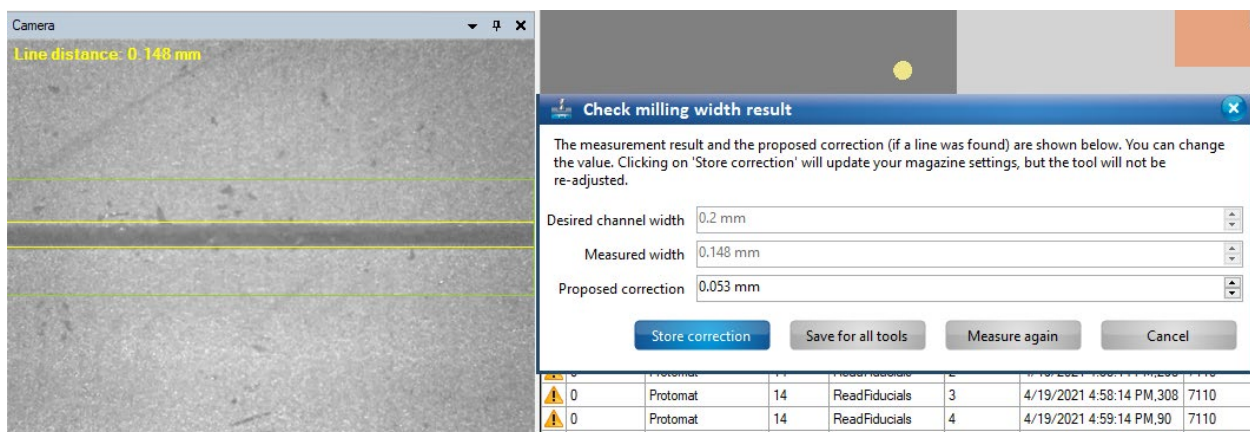 Camera
Line distance: 0.148 mm
Check milling width result
The measurement result and the proposed correction (if a line was found) are shown below. You can change
the value. Clicking on 'Store correction' will update your magazine settings, but the tool will not be
re-adjusted.
Desired channel width 0.2 mm
Measured width 0.148 mm
Proposed correction 0.053 mm
Store correction Save for all tools Measure again Cancel
0 Protomat 14 ReadFiducials 3 4/19/2021 4:58:14 PM,308 7110
0 Protomat 14 ReadFiducials 4 4/19/2021 4:59:14 PM,90 7110